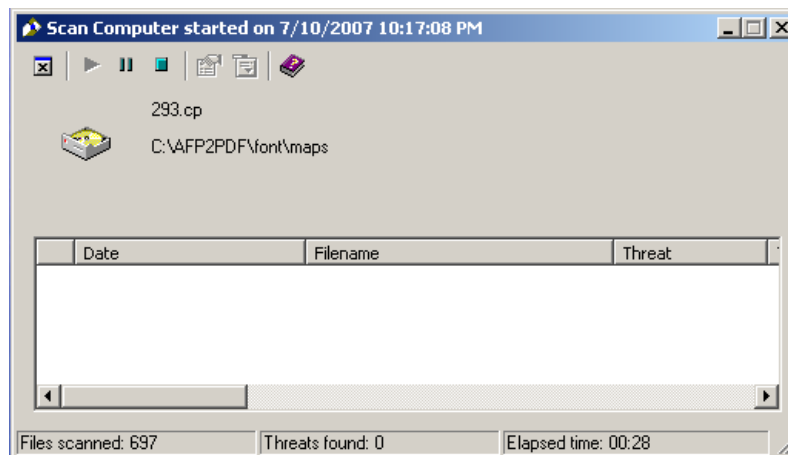 Scan Computer started on 7/10/2007 10:17:08 PM
293.cp
C:\AFP2PDF\font\maps
Date Filename Threat
Files scanned: 697 Threats found: 0 Elapsed time: 00:28